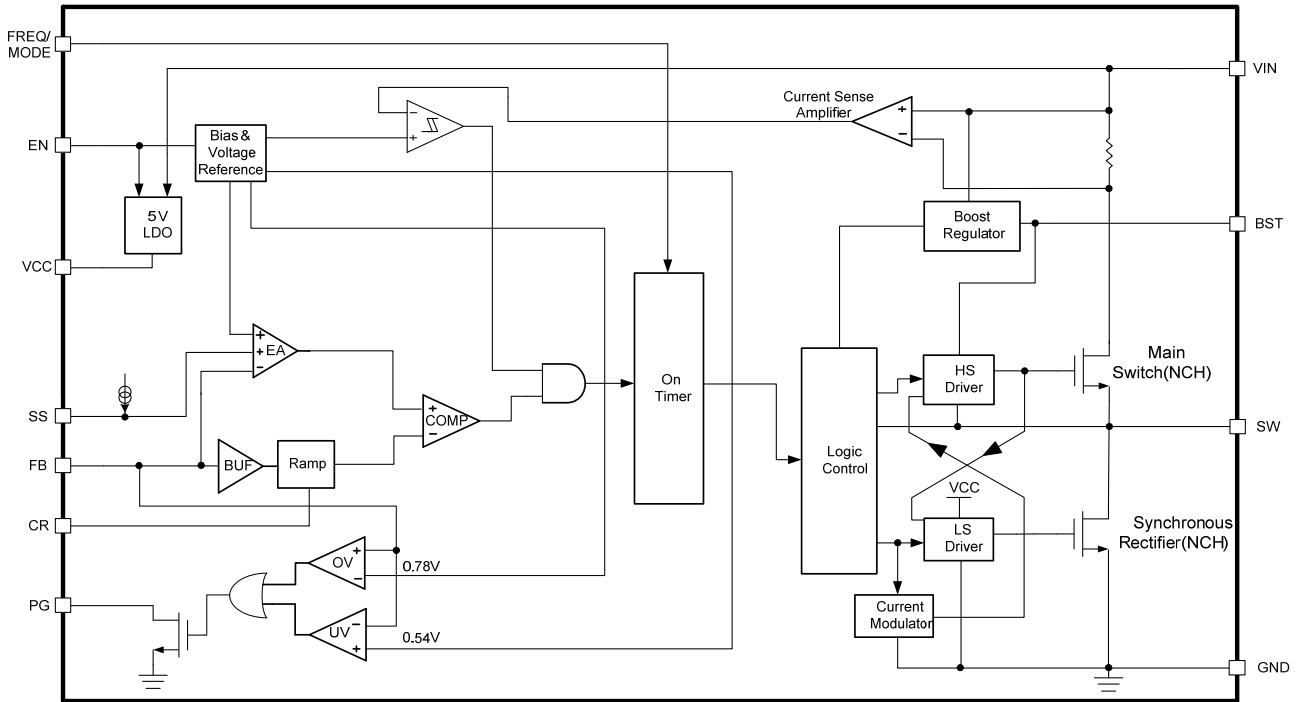 FREQ/
MODE
VIN
Current Sense
Amplifier
+
-
-
+
EN
Bias &
Voltage
Reference
5V
LDO
VCC
Boost
Regulator
BST
+
+
-
EA
On
Timer
HS
Driver
Main
Switch(NCH)
SS
+
-
COMP
SW
FB
BUF
Ramp
Logic
Control
VCC
CR
LS
Driver
Synchronous
Rectifier(NCH)
+
-
OV
0.78V
PG
Current
Modulator
-
+
UV
0.54V
GND